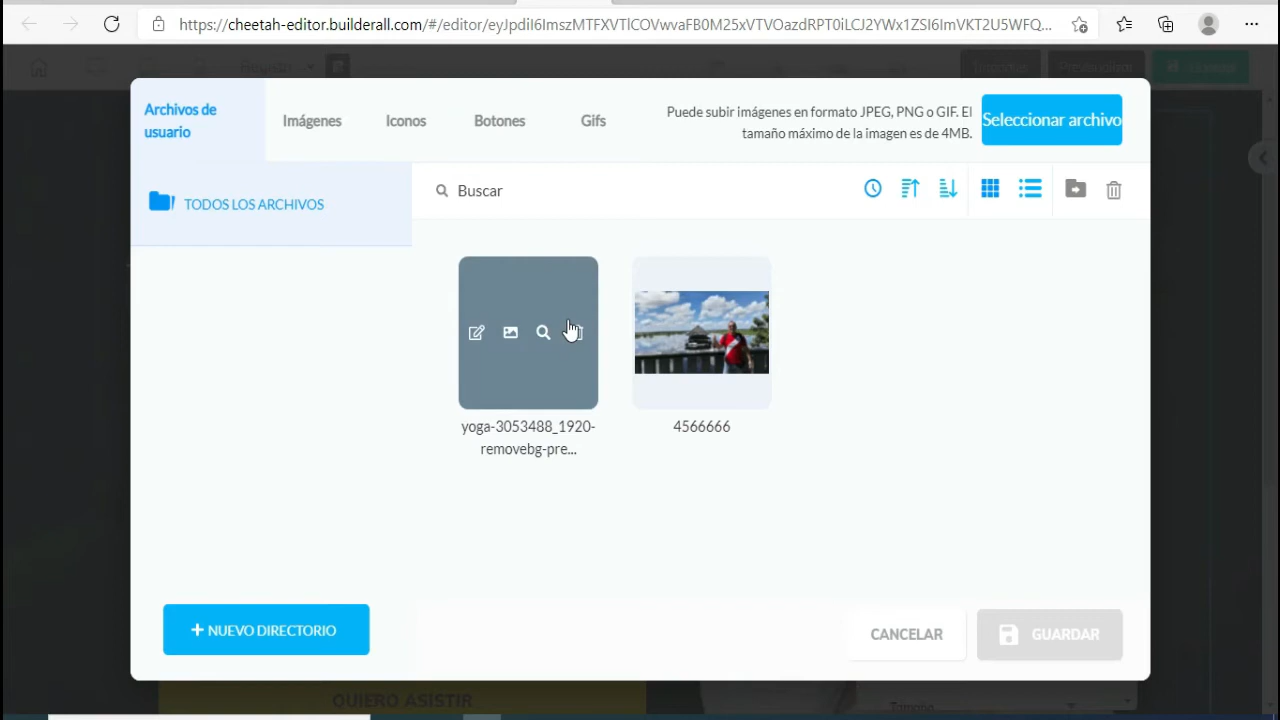 https://cheetah-editor.builderall.com/#/editor/
Archivos de
usuario
Imágenes
Iconos
Botones
Gifs
Puede subir imágenes en formato JPEG, PNG o GIF. El
tamaño máximo de la imagen es de 4MB.
Seleccionar archivo
TODOS LOS ARCHIVOS
Buscar
yoga-3053488_1920-
removebg-pre...
4566666
+ NUEVO DIRECTORIO
CANCELAR
GUARDAR
QUIERO ASISTIR
Tamaño